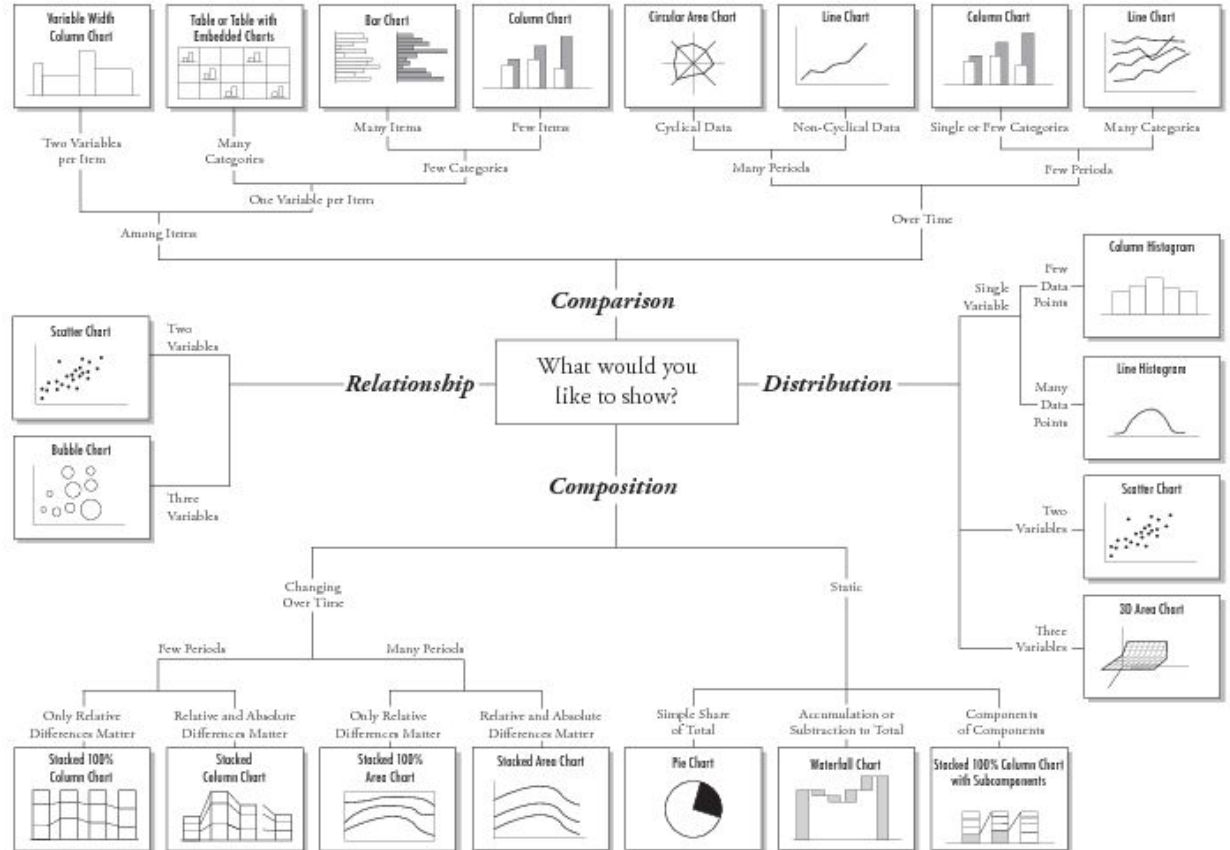 Variable Width
Column Chart
Table or Table with
Embedded Charts
Bar Chart
Column Chart
Circular Area Chart
Line Chart
Column Chart
Line Chart
Two Variables
per Item
Many
Categories
Many Items
Few Items
Cyclical Data
Non-Cyclical Data
Single or Few Categories
Many Categories
Few Categories
Many Periods
Few Periods
One Variable per Item
Among Items
Over Time
Comparison
What would you
like to show?
Relationship
Two
Variables
Scatter Chart
Three
Variables
Bubble Chart
Distribution
Single
Variable
Few
Data
Points
Column Histogram
Many
Data
Points
Line Histogram
Two
Variables
Scatter Chart
Three
Variables
3D Area Chart
Composition
Changing
Over Time
Static
Few Periods
Many Periods
Only Relative
Differences Matter
Relative and Absolute
Differences Matter
Only Relative
Differences Matter
Relative and Absolute
Differences Matter
Simple Share
of Total
Accumulation or
Subtraction to Total
Components
of Components
Stacked 100%
Column Chart
Stacked
Column Chart
Stacked 100%
Area Chart
Stacked Area Chart
Pie Chart
Waterfall Chart
Stacked 100% Column Chart
with Subcomponents